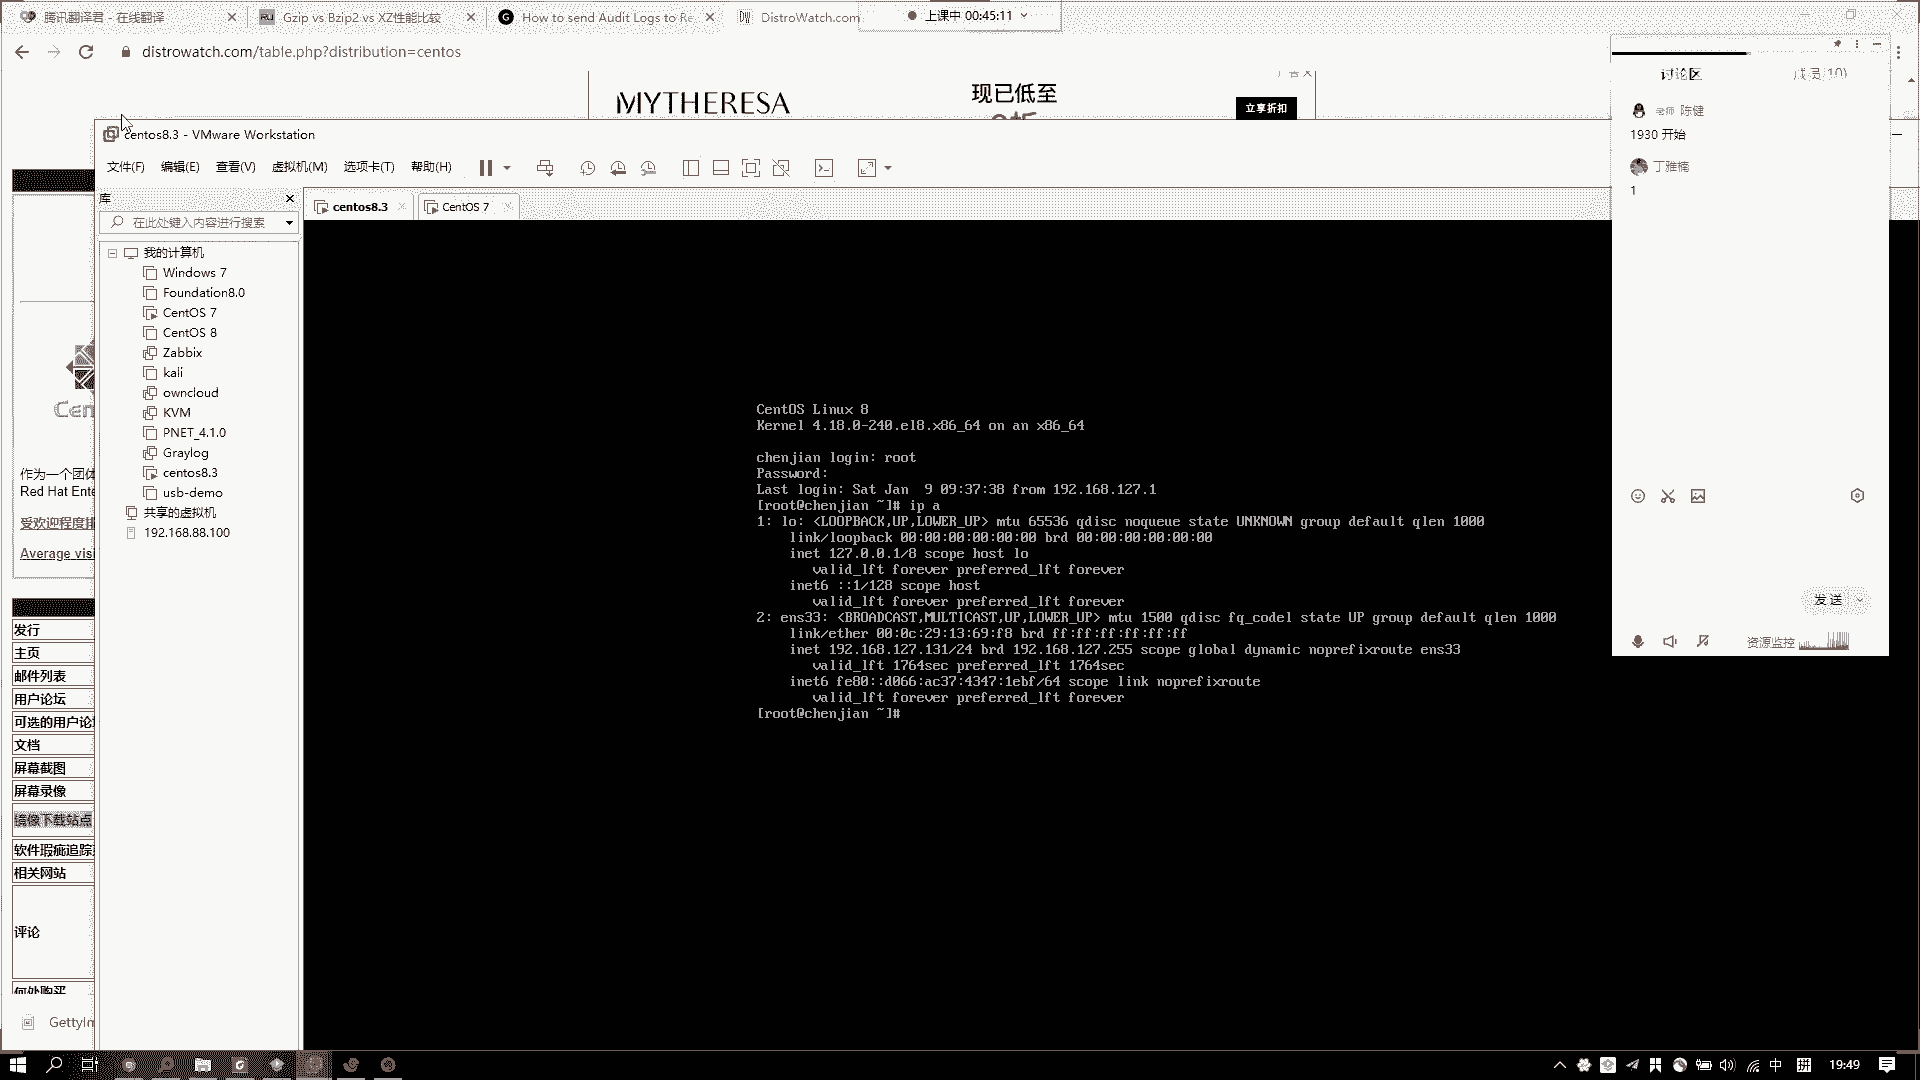 腾讯翻译君 - 在线翻译
Gzip vs Bzip2 vs XZ性能比较
How to send Audit Logs to Re
DistroWatch.com
上课中 00:45:11
distrowatch.com/table.php?distribution=centos
MYTHERESA
现已低至
立享折扣
讨论区
成员(10)
老师 陈健
1930 开始
丁雅楠
1
发送
资源监控
centos8.3 - VMware Workstation
文件(F) 编辑(E) 查看(V) 虚拟机(M) 选项卡(T) 帮助(H)
库
centos8.3
CentOS 7
在此处键入内容进行搜索
我的计算机
Windows 7
Foundation8.0
CentOS 7
CentOS 8
Zabbix
kali
owncloud
KVM
PNET_4.1.0
Graylog
centos8.3
usb-demo
共享的虚拟机
192.168.88.100
CentOS Linux 8
Kernel 4.18.0-240.el8.x86_64 on an x86_64
chenjian login: root
Password:
Last login: Sat Jan  9 09:37:38 from 192.168.127.1
[root@chenjian ~]# ip a
1: lo: <LOOPBACK,UP,LOWER_UP> mtu 65536 qdisc noqueue state UNKNOWN group default qlen 1000
link/loopback 00:00:00:00:00:00 brd 00:00:00:00:00:00
inet 127.0.0.1/8 scope host lo
valid_lft forever preferred_lft forever
inet6 ::1/128 scope host
valid_lft forever preferred_lft forever
2: ens33: <BROADCAST,MULTICAST,UP,LOWER_UP> mtu 1500 qdisc fq_codel state UP group default qlen 1000
link/ether 00:0c:29:13:69:f8 brd ff:ff:ff:ff:ff:ff
inet 192.168.127.131/24 brd 192.168.127.255 scope global dynamic noprefixroute ens33
valid_lft 1764sec preferred_lft 1764sec
inet6 fe80::d066:ac37:4347:1ebf/64 scope link noprefixroute
valid_lft forever preferred_lft forever
[root@chenjian ~]#
Cen
作为一个团体
Red Hat Ente
受欢迎程度排
Average visi
发行
主页
邮件列表
用户论坛
可选的用户论坛
文档
屏幕截图
屏幕录像
镜像下载站点
软件瑕疵追踪
相关网站
评论
何处购买
GettyIm
中
拼
19:49